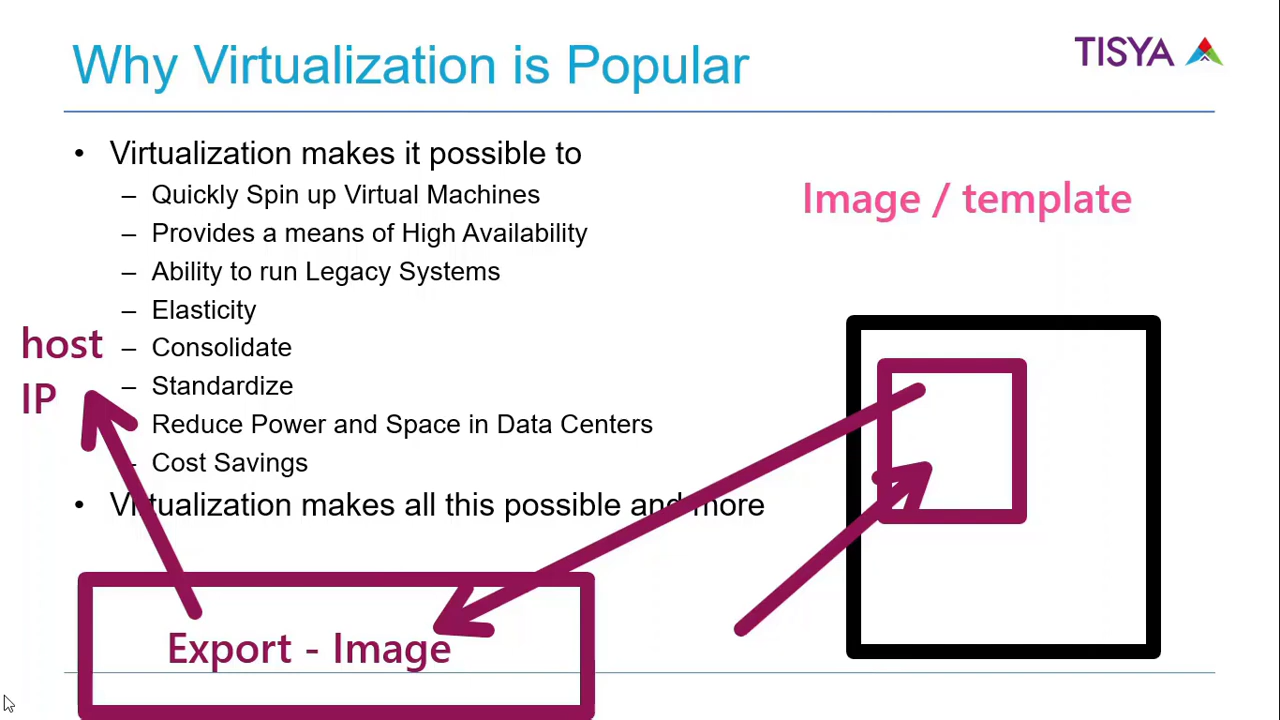 Why Virtualization is Popular
TISYA
• Virtualization makes it possible to
– Quickly Spin up Virtual Machines
– Provides a means of High Availability
– Ability to run Legacy Systems
– Elasticity
– Consolidate
– Standardize
– Reduce Power and Space in Data Centers
– Cost Savings
• Virtualization makes all this possible and more
Image / template
host
IP
Export - Image